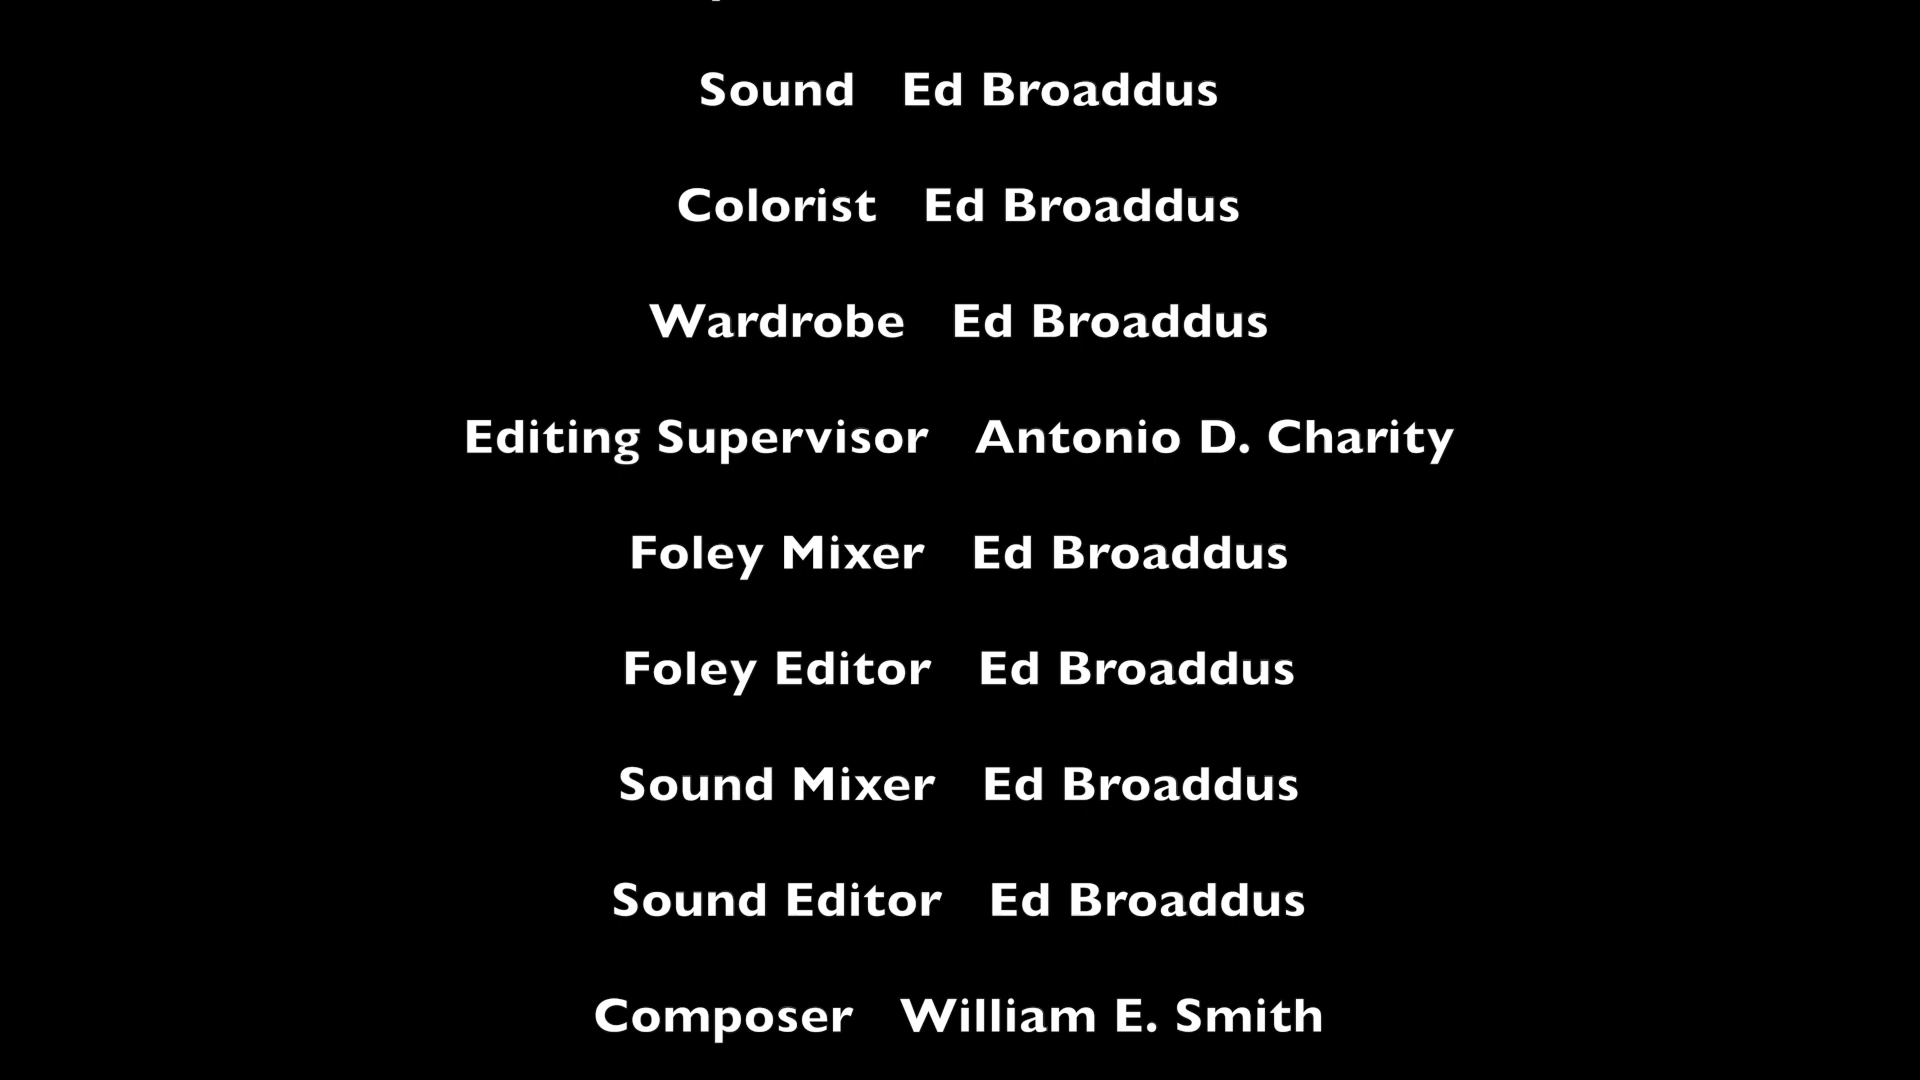 Sound Ed Broaddus
Colorist Ed Broaddus
Wardrobe Ed Broaddus
Editing Supervisor Antonio D. Charity
Foley Mixer Ed Broaddus
Foley Editor Ed Broaddus
Sound Mixer Ed Broaddus
Sound Editor Ed Broaddus
Composer William E. Smith